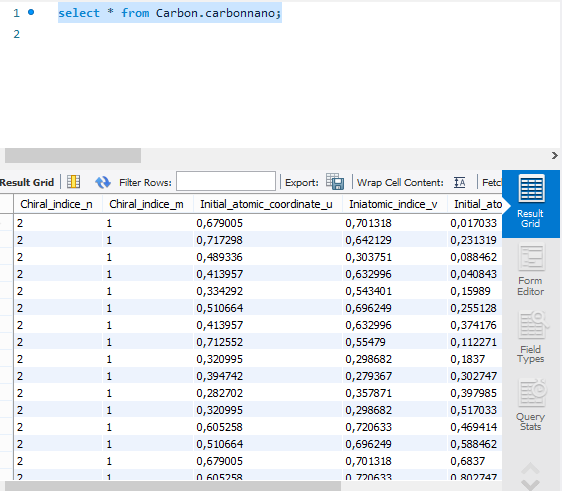 1 select * from Carbon.carbonnano;
2
Result Grid Filter Rows: Export: Wrap Cell Content: Fetc
Chiral_indice_n Chiral_indice_m Initial_atomic_coordinate_u Iniatomic_indice_v Initial_ato
2 1 0,679005 0,701318 0,017033
2 1 0,717298 0,642129 0,231319
2 1 0,489336 0,303751 0,088462
2 1 0,413957 0,632996 0,040843
2 1 0,334292 0,543401 0,15989
2 1 0,510664 0,696249 0,255128
2 1 0,413957 0,632996 0,374176
2 1 0,712552 0,55479 0,112271
2 1 0,320995 0,298682 0,1837
2 1 0,394742 0,279367 0,302747
2 1 0,282702 0,357871 0,397985
2 1 0,320995 0,298682 0,517033
2 1 0,605258 0,720633 0,469414
2 1 0,510664 0,696249 0,588462
2 1 0,679005 0,701318 0,6837
2 1 0,605258 0,720633 0,802747
Result
Grid
Form
Editor
Field
Types
Query
Stats